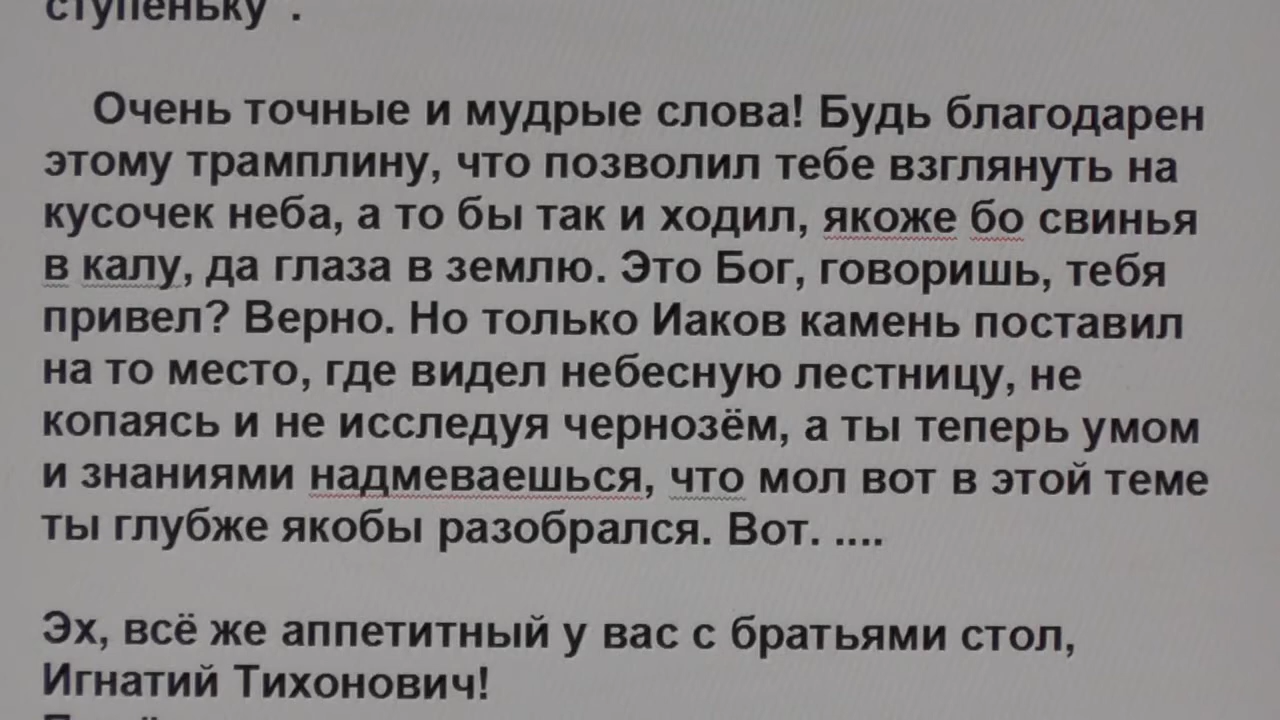 ступеньку".
Очень точные и мудрые слова! Будь благодарен
этому трамплину, что позволил тебе взглянуть на
кусочек неба, а то бы так и ходил, якоже бо свинья
в калу, да глаза в землю. Это Бог, говоришь, тебя
привел? Верно. Но только Иаков камень поставил
на то место, где видел небесную лестницу, не
копаясь и не исследуя чернозём, а ты теперь умом
и знаниями надмеваешься, что мол вот в этой теме
ты глубже якобы разобрался. Вот. ....
Эх, всё же аппетитный у вас с братьями стол,
Игнатий Тихонович!